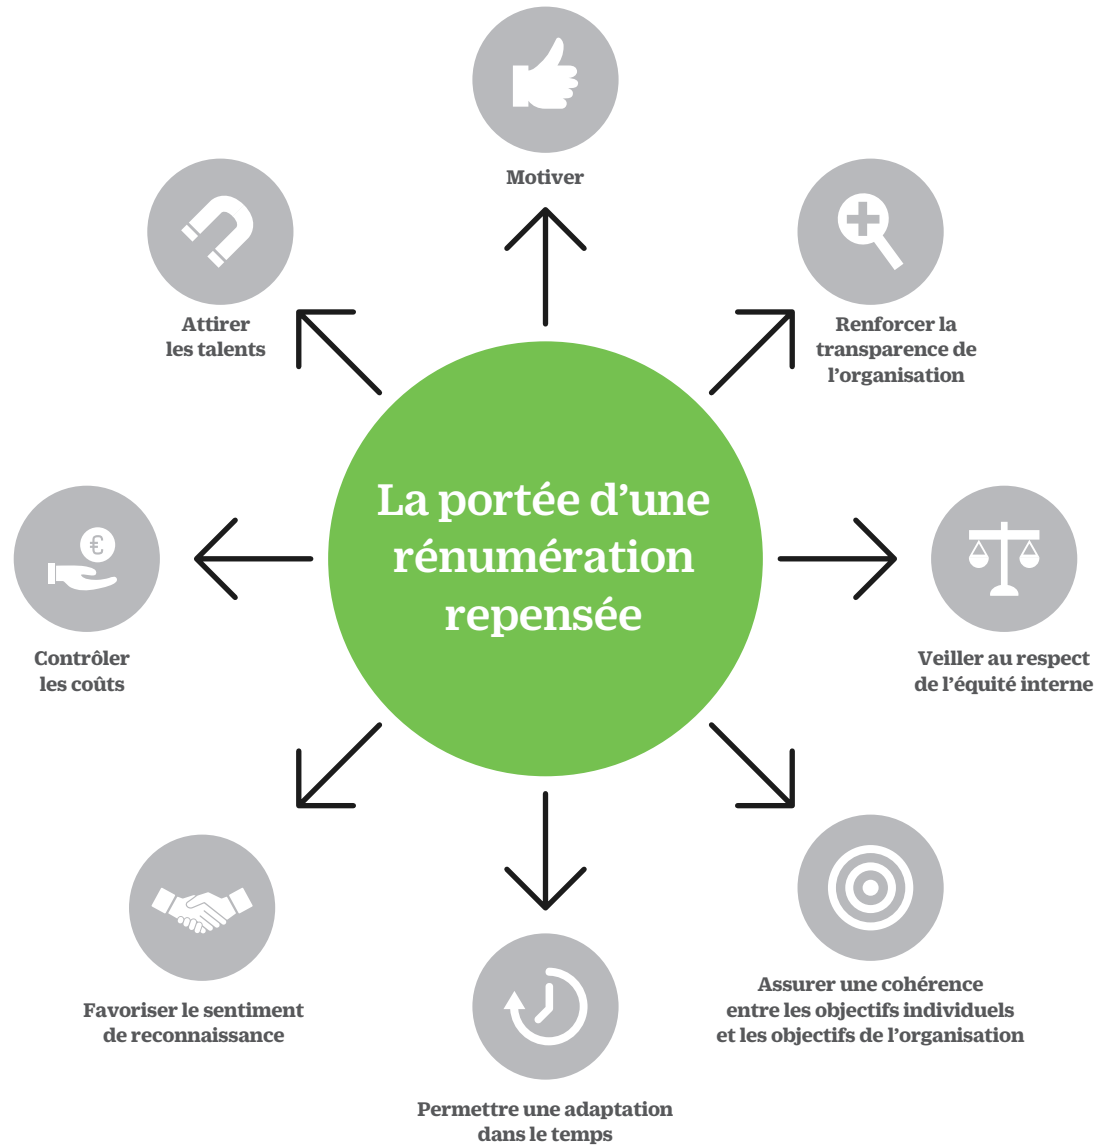 Motiver
Attirer
les talents
Renforcer la
transparence de
l’organisation
La portée d’une
rénumération
repensée
€
Contrôler
les coûts
Veiller au respect
de l’équité interne
Favoriser le sentiment
de reconnaissance
Assurer une cohérence
entre les objectifs individuels
et les objectifs de l’organisation
Permettre une adaptation
dans le temps